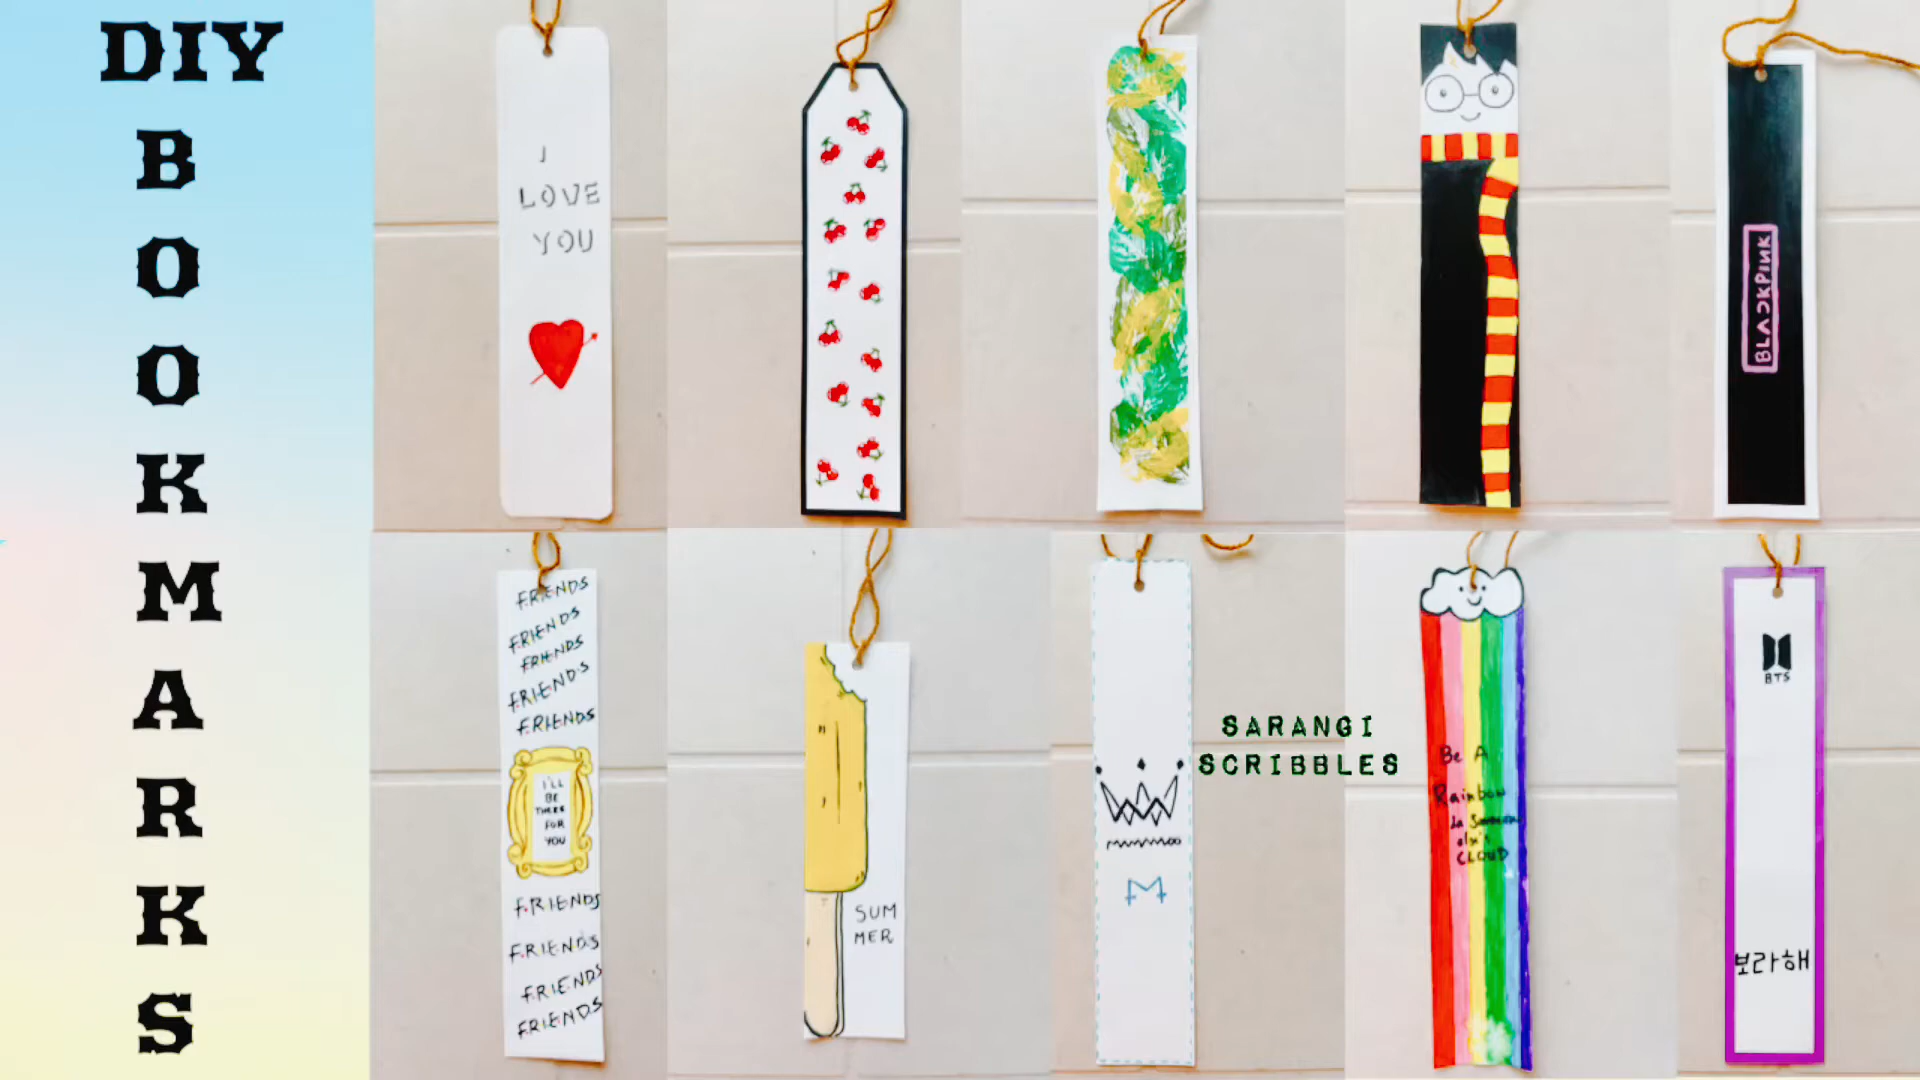 DIY
BOOKMARKS
I
LOVE
YOU
BLACKPINK
FRIENDS
FRIENDS
FRIENDS
FRIENDS
FRIENDS
I'LL
BE
THERE
FOR
YOU
FRIENDS
FRIENDS
FRIENDS
FRIENDS
SUM
MER
M
SARANGI
SCRIBBLES
Be A
Rainbow
In
CLOUD
BTS
보라해